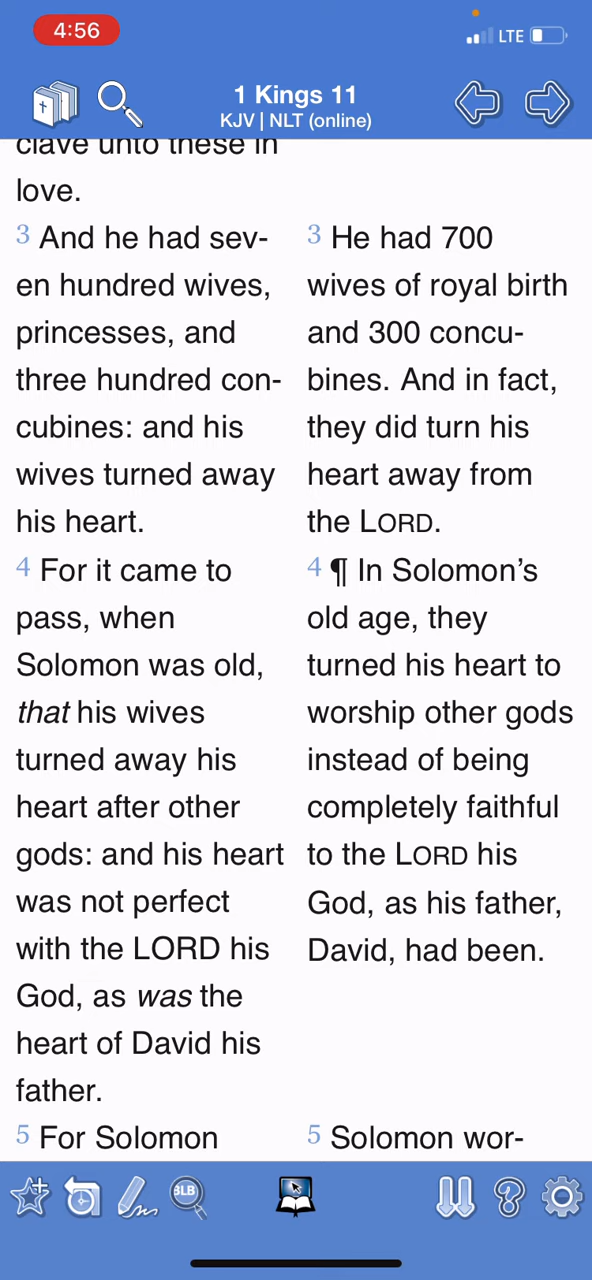 4:56
LTE
1 Kings 11
KJV | NLT (online)
clave unto these in
love.
3 And he had sev-
en hundred wives,
princesses, and
three hundred con-
cubines: and his
wives turned away
his heart.
4 For it came to
pass, when
Solomon was old,
that his wives
turned away his
heart after other
gods: and his heart
was not perfect
with the LORD his
God, as was the
heart of David his
father.
5 For Solomon
3 He had 700
wives of royal birth
and 300 concu-
bines. And in fact,
they did turn his
heart away from
the LORD.
4 ¶ In Solomon’s
old age, they
turned his heart to
worship other gods
instead of being
completely faithful
to the LORD his
God, as his father,
David, had been.
5 Solomon wor-
BLB